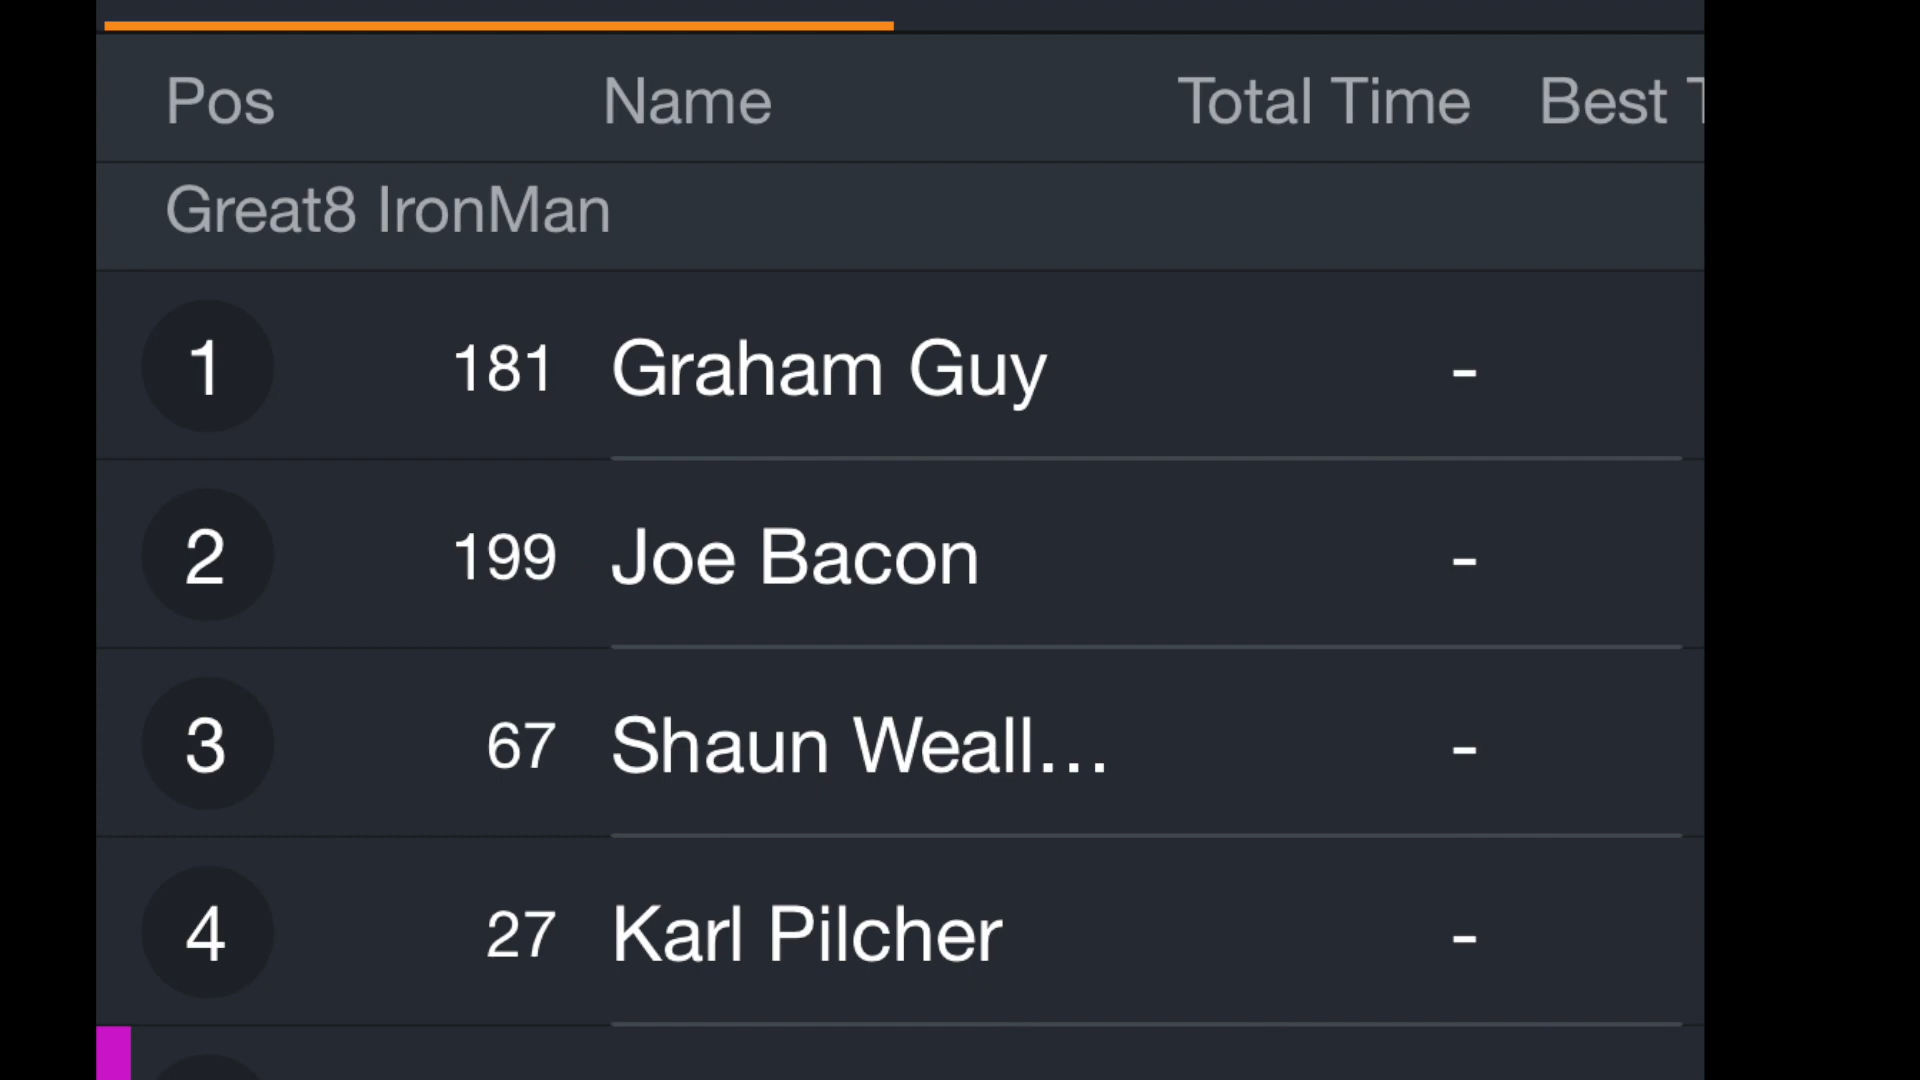 Pos Name Total Time Best
Great8 IronMan
1 181 Graham Guy -
2 199 Joe Bacon -
3 67 Shaun Weall... -
4 27 Karl Pilcher -